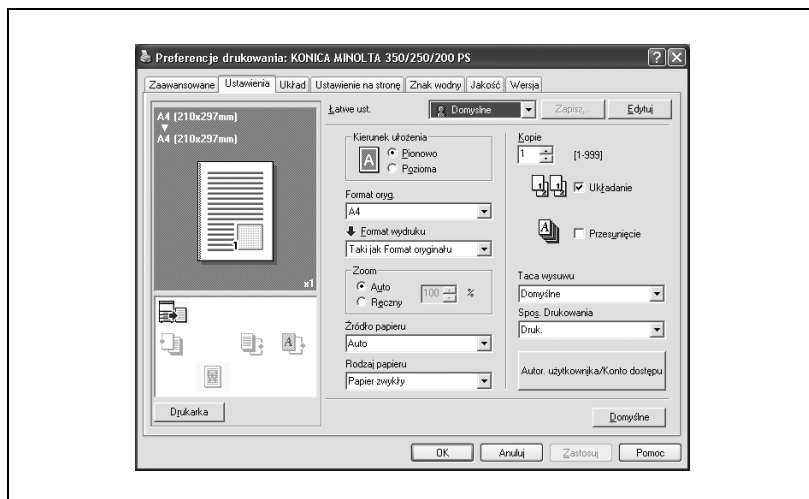 Preferencje drukowania: KONICA MINOLTA 350/250/200 PS
Zaawansowane Ustawienia Układ Ustawienie na stronę Znak wodny Jakość Wersja
A4 (210x297mm)
A4 (210x297mm)
1
x1
Drukarka
Łatwe ust. Domyslne Zapisz... Edytuj
Kierunek ułożenia
A
Pionowo
Pozioma
Format oryg.
A4
Format wydruku
Taki jak Format oryginału
Zoom
Auto
Ręczny
100 %
Źródło papieru
Auto
Rodzaj papieru
Papier zwykły
Kopie
1 [1-999]
Układanie
Przesunięcie
Taca wysuwu
Domyślne
Spos. Drukowania
Druk.
Autor. użytkownika/Konto dostępu
Domyślne
OK Anuluj Zastosuj Pomoc